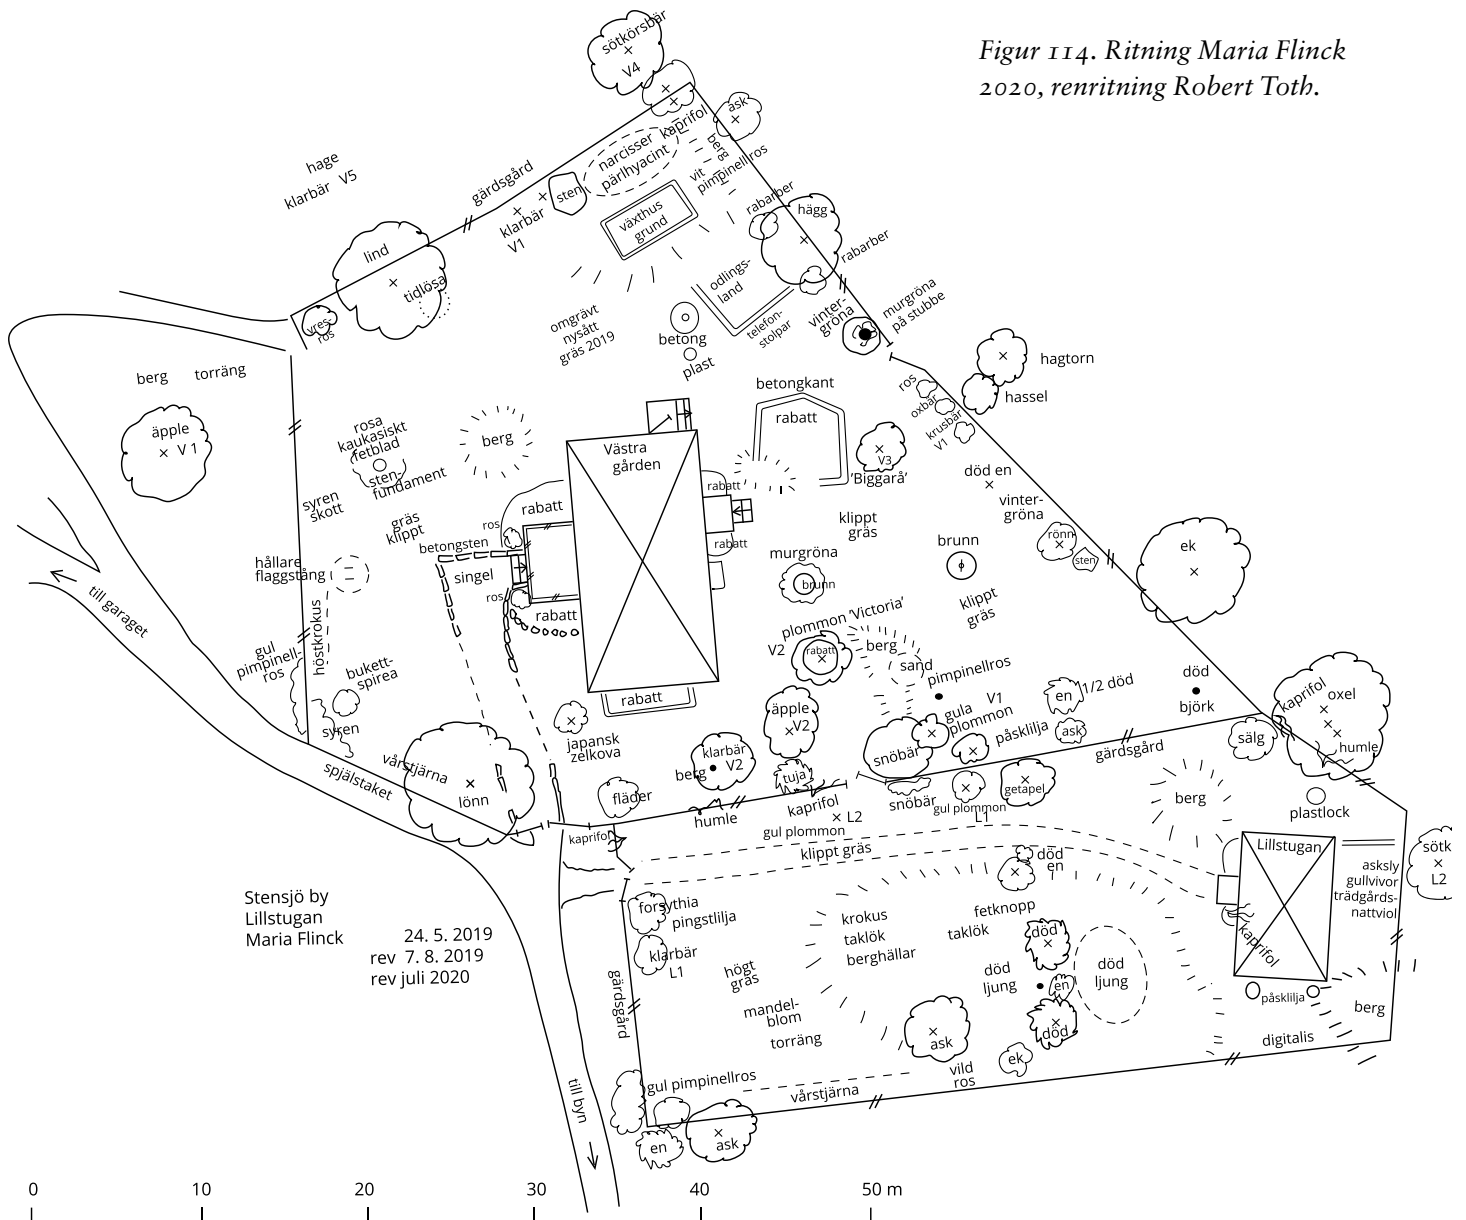 Figur 114. Ritning Maria Flinck
2020, renritning Robert Toth.
sötkörsbär
V4
ask
kaprifol
berg
narcisser
pärlhyacint
vit
pimpinellros
hage
klarbär V5
gärdsgård
sten
klarbär
V1
växthus
grund
rabarber
hägg
rabarber
lind
tidlösa
vres-
ros
odlings-
land
telefon-
stolpar
vinter-
gröna
murgröna
på stubbe
omgrävt
nysått
gräs 2019
betong
plast
berg torräng
äpple
V 1
rosa
kaukasiskt
fetblad
sten-
fundament
berg
syren
skott
gräs
klippt
Västra
gården
betongkant
rabatt
V3
'Biggarå'
ros
oxbär
krusbär
V1
hagtorn
hassel
död en
vinter-
gröna
rönn
sten
ek
rabatt
rabatt
rabatt
ros
betongsten
singel
ros
rabatt
hållare
flaggstång
höstkrokus
klippt
gräs
brunn
murgröna
brunn
klippt
gräs
till garaget
gul
pimpinell-
ros
bukett-
spirea
syren
plommon 'Victoria'
V2
rabatt
berg
sand
pimpinellros
gula V1
plommon
påsklilja
en
1/2 död
ask
död
björk
kaprifol
oxel
humle
sälg
gärdsgård
rabatt
japansk
zelkova
äpple
V2
klarbär
V2
berg
tuja
snöbär
snöbär
gul plommon
L1
getapel
fläder
humle
kaprifol
gul plommon
L2
vårstjärna
spjälstaket
lönn
kaprifol
klippt gräs
berg
plastlock
Lillstugan
sötk
L2
asksly
gullvivor
trädgårds-
nattviol
kaprifol
påsklilja
berg
digitalis
Stensjö by
Lillstugan
Maria Flinck
24. 5. 2019
rev 7. 8. 2019
rev juli 2020
forsythia
pingstlilja
klarbär
L1
gärdsgård
högt
gräs
mandel-
blom
torräng
krokus
taklök
berghällar
fetknopp
taklök
död
en
död
död
ljung
en
död
död
ljung
ask
ek
vild
ros
gul pimpinellros
vårstjärna
en
ask
till byn
0 10 20 30 40 50 m